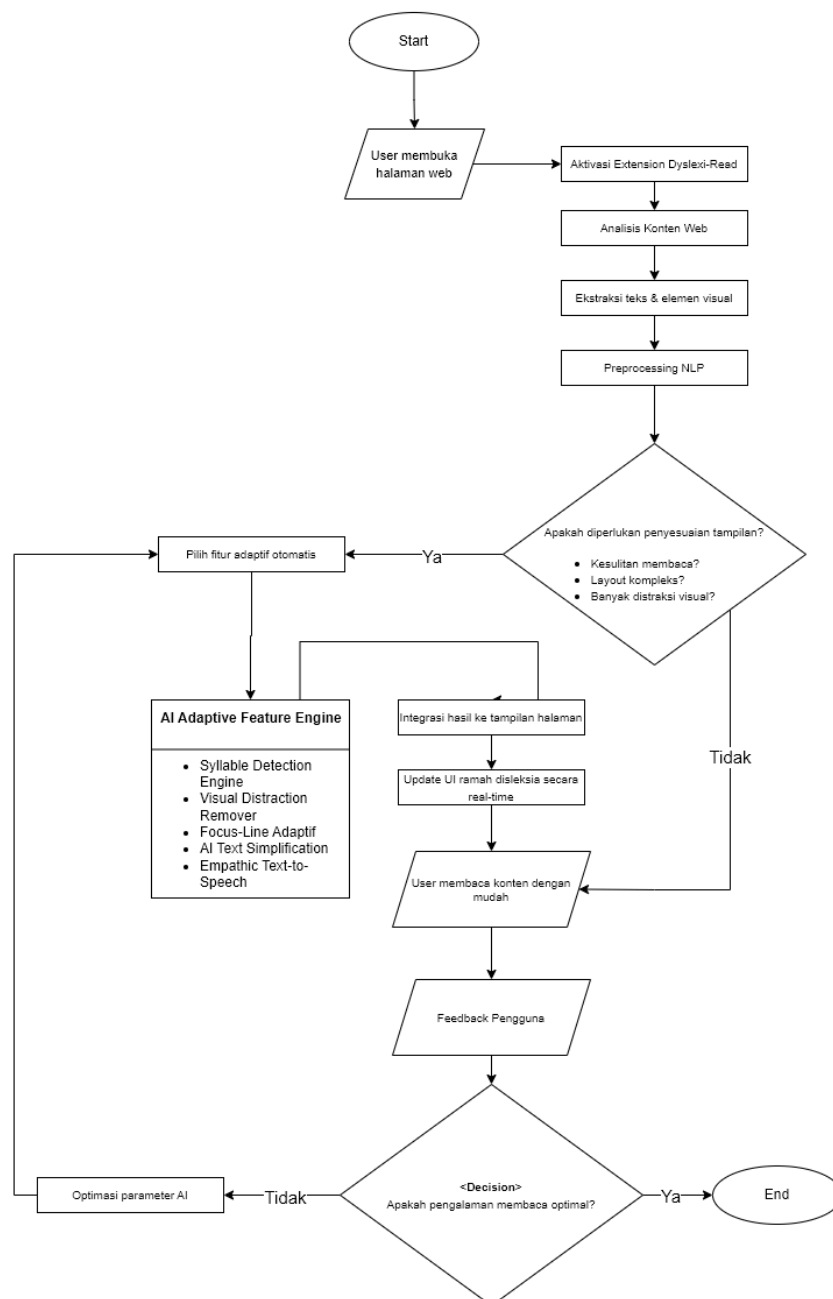 Start
User membuka
halaman web
Aktivasi Extension Dyslexi-Read
Analisis Konten Web
Ekstraksi teks & elemen visual
Preprocessing NLP
Apakah diperlukan penyesuaian tampilan?
• Kesulitan membaca?
• Layout kompleks?
• Banyak distraksi visual?
Ya
Pilih fitur adaptif otomatis
Tidak
AI Adaptive Feature Engine
• Syllable Detection
Engine
• Visual Distraction
Remover
• Focus-Line Adaptif
• AI Text Simplification
• Empathic Text-to-
Speech
Integrasi hasil ke tampilan halaman
Update UI ramah disleksia secara
real-time
User membaca konten dengan
mudah
Feedback Pengguna
<Decision>
Apakah pengalaman membaca optimal?
Tidak
Optimasi parameter AI
Ya
End